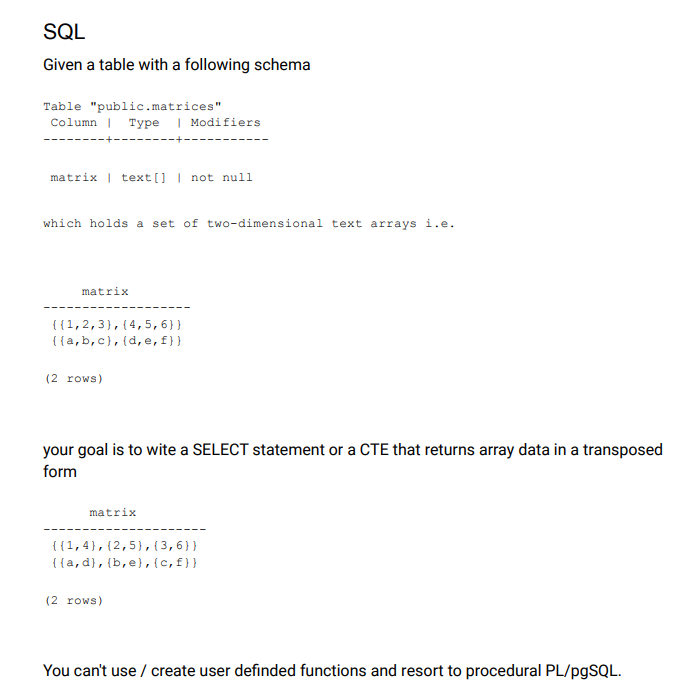 SQL
Given a table with a following schema
Table "public.matrices"
Column | Type | Modifiers
--------+--------+-----------
matrix | text[] | not null
which holds a set of two-dimensional text arrays i.e.
matrix
-------------------
{{1,2,3},{4,5,6}}
{{a,b,c},{d,e,f}}
(2 rows)
your goal is to wite a SELECT statement or a CTE that returns array data in a transposed
form
matrix
---------------------
{{1,4},{2,5},{3,6}}
{{a,d},{b,e},{c,f}}
(2 rows)
You can't use / create user definded functions and resort to procedural PL/pgSQL.